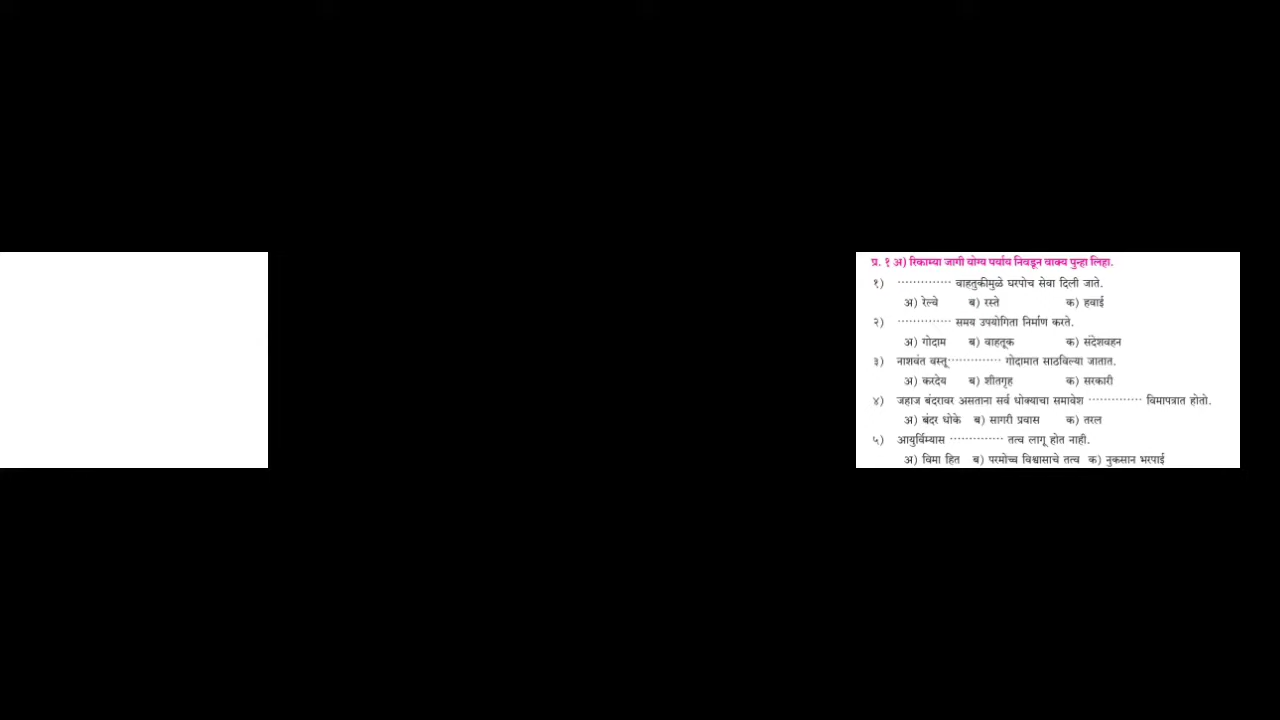 प्र. १ अ) रिकाम्या जागी योग्य पर्याय निवडून वाक्य पुन्हा लिहा.
१) .............. वाहतुकीमुळे घरपोच सेवा दिली जाते.
अ) रेल्वे ब) रस्ते क) हवाई
२) .............. समय उपयोगिता निर्माण करते.
अ) गोदाम ब) वाहतूक क) संदेशवहन
३) नाशवंत वस्तू.............. गोदामात साठविल्या जातात.
अ) करदेय ब) शीतगृह क) सरकारी
४) जहाज बंदरावर असताना सर्व धोक्याचा समावेश .............. विमापत्रात होतो.
अ) बंदर धोके ब) सागरी प्रवास क) तरल
५) आयुर्विम्यास .............. तत्व लागू होत नाही.
अ) विमा हित ब) परमोच्च विश्वासाचे तत्व क) नुकसान भरपाई